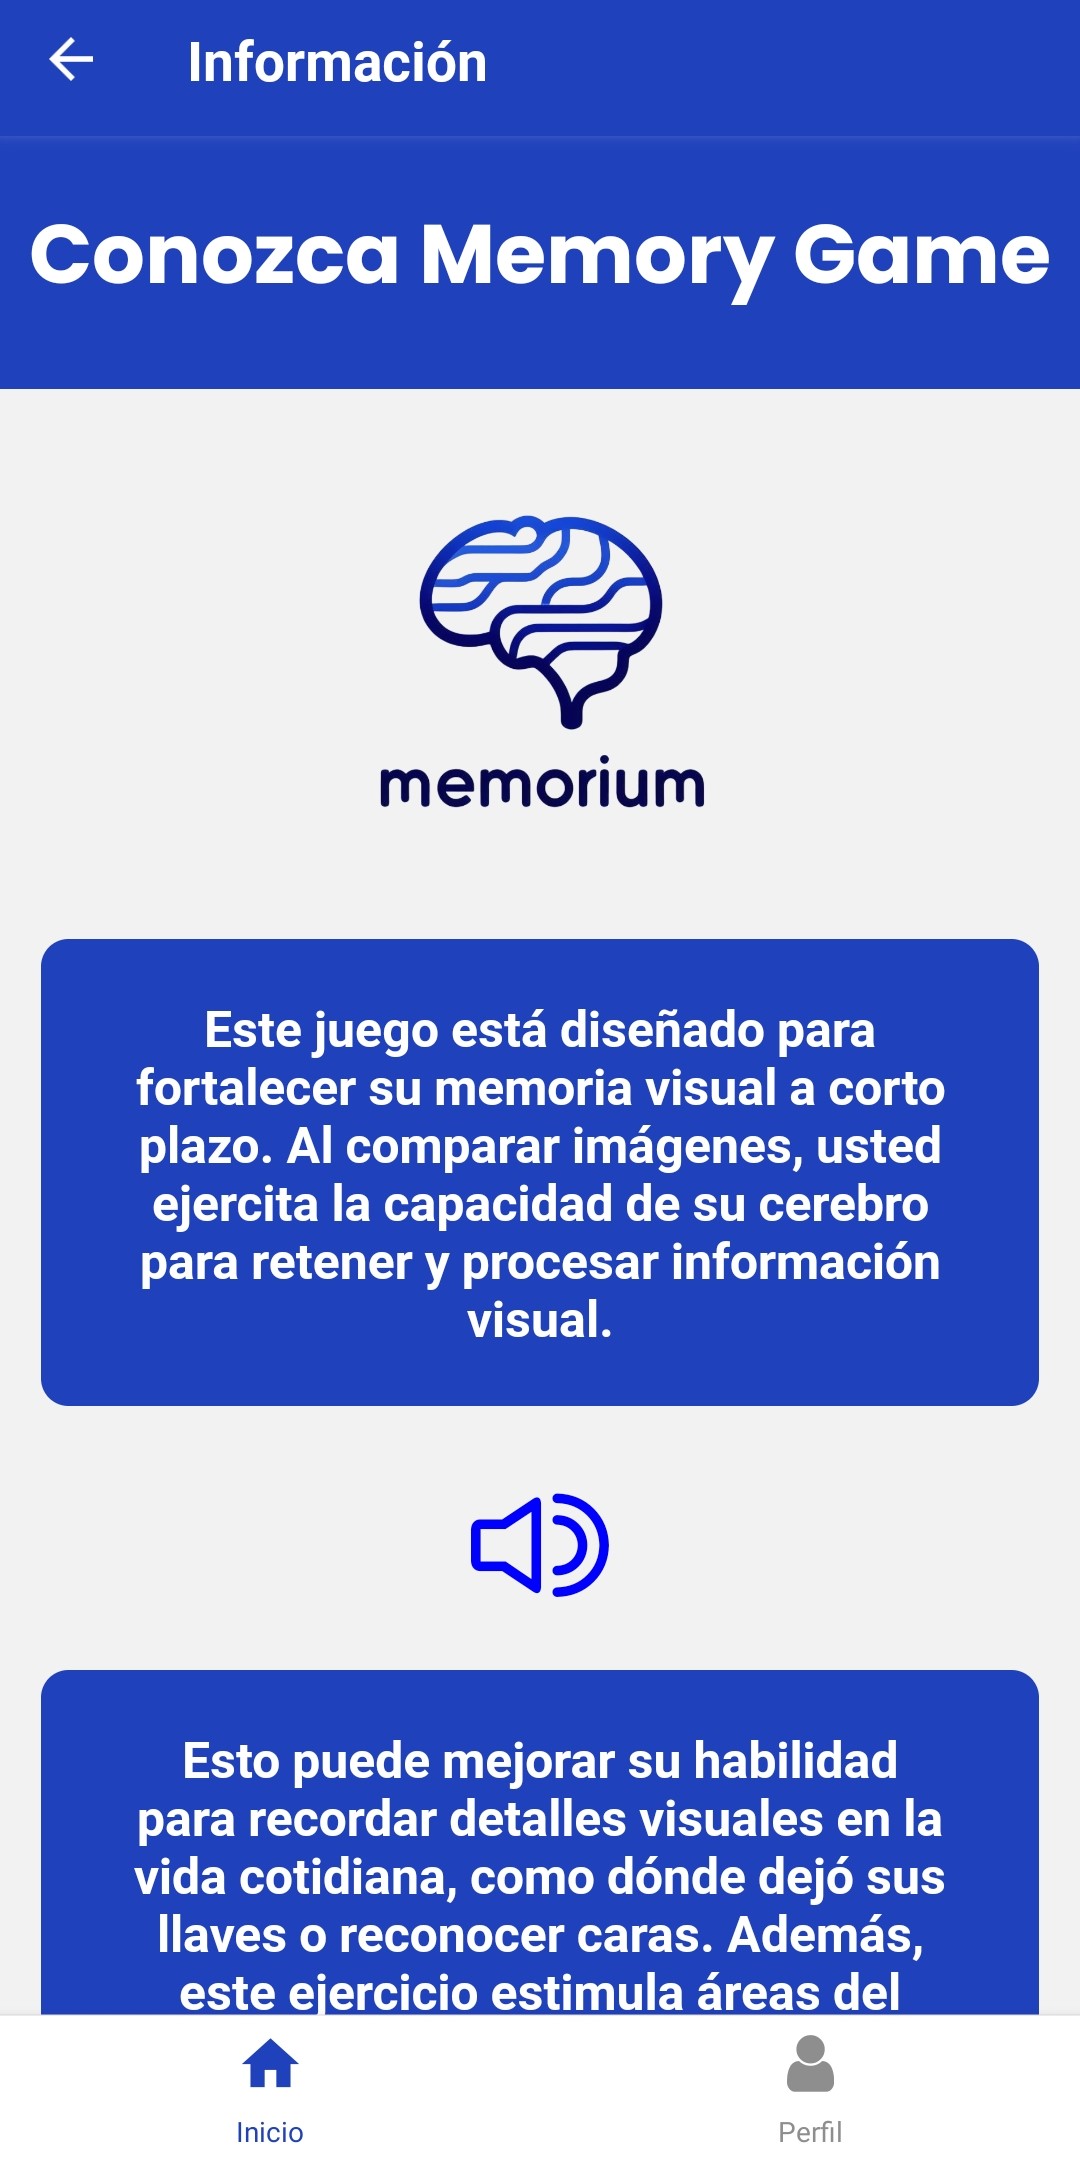 Información
Conozca Memory Game
memorium
Este juego está diseñado para
fortalecer su memoria visual a corto
plazo. Al comparar imágenes, usted
ejercita la capacidad de su cerebro
para retener y procesar información
visual.
Esto puede mejorar su habilidad
para recordar detalles visuales en la
vida cotidiana, como dónde dejó sus
llaves o reconocer caras. Además,
este ejercicio estimula áreas del
Inicio
Perfil